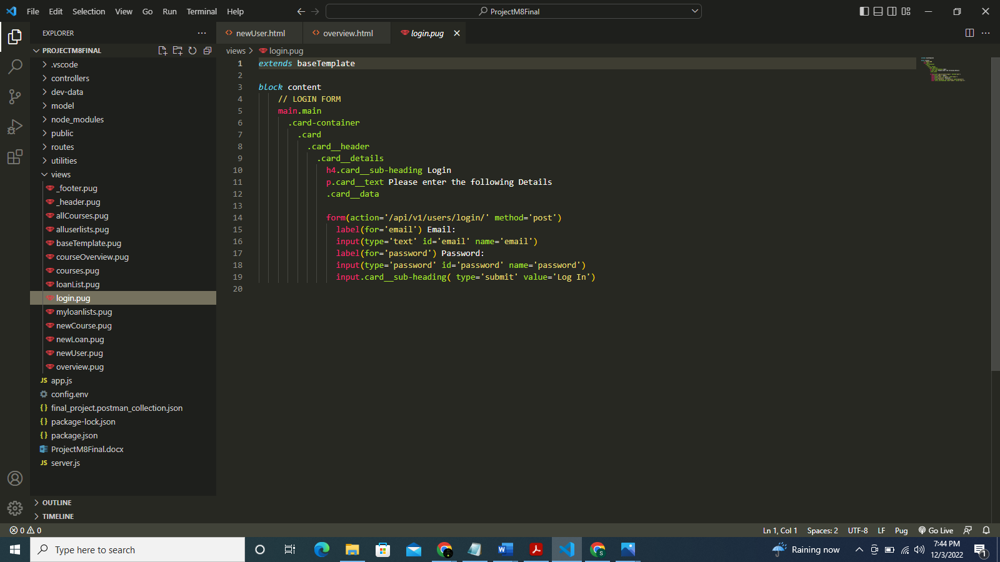 File Edit Selection View Go Run Terminal Help
ProjectM8Final
EXPLORER
newUser.html
overview.html
login.pug
PROJECTM8FINAL
views > login.pug
.vscode
controllers
dev-data
model
node_modules
public
routes
utilities
views
_footer.pug
_header.pug
allCourses.pug
alluserlists.pug
baseTemplate.pug
courseOverview.pug
courses.pug
loanList.pug
login.pug
myloanlists.pug
newCourse.pug
newLoan.pug
newUser.pug
overview.pug
JS app.js
config.env
{} final_project.postman_collection.json
{} package-lock.json
{} package.json
ProjectM8Final.docx
JS server.js
OUTLINE
TIMELINE
1 extends baseTemplate
2
3 block content
4 // LOGIN FORM
5 main.main
6 .card-container
7 .card
8 .card__header
9 .card__details
10 h4.card__sub-heading Login
11 p.card__text Please enter the following Details
12 .card__data
13
14 form(action='/api/v1/users/login/' method='post')
15 label(for='email') Email:
16 input(type='text' id='email' name='email')
17 label(for='password') Password:
18 input(type='password' id='password' name='password')
19 input.card__sub-heading( type='submit' value='Log In')
20
0 0
Ln 1, Col 1 Spaces: 2 UTF-8 LF Pug Go Live
Type here to search
Raining now
7:44 PM
12/3/2022
1